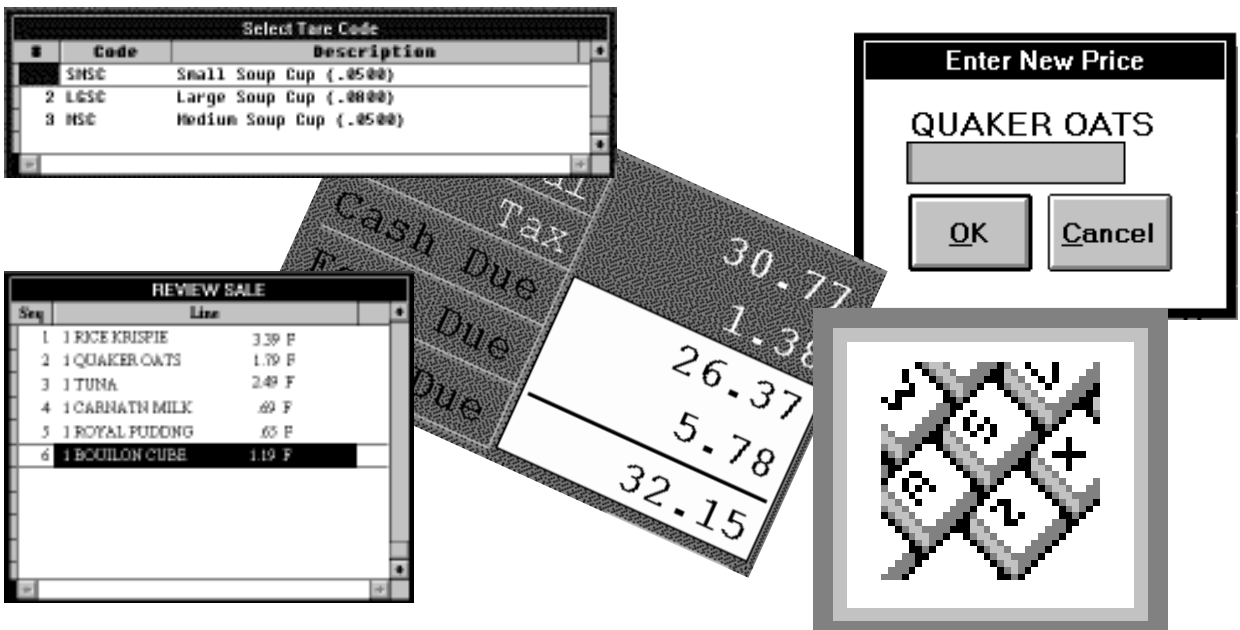 Select Tare Code
# Code Description
SMSC Small Soup Cup (.0500)
2 LGSC Large Soup Cup (.0800)
3 MSC Medium Soup Cup (.0500)
Enter New Price
QUAKER OATS
OK Cancel
30.77
Tax 1.38
Cash Due 26.37
Due 5.78
Due 32.15
REVIEW SALE
Seq Line
1 1 RICE KRISPIE 3.39 F
2 1 QUAKER OATS 1.79 F
3 1 TUNA 2.49 F
4 1 CARNATN MILK .69 F
5 1 ROYAL PUDDNG .65 F
6 1 BOUILON CUBE 1.19 F
5
+
2